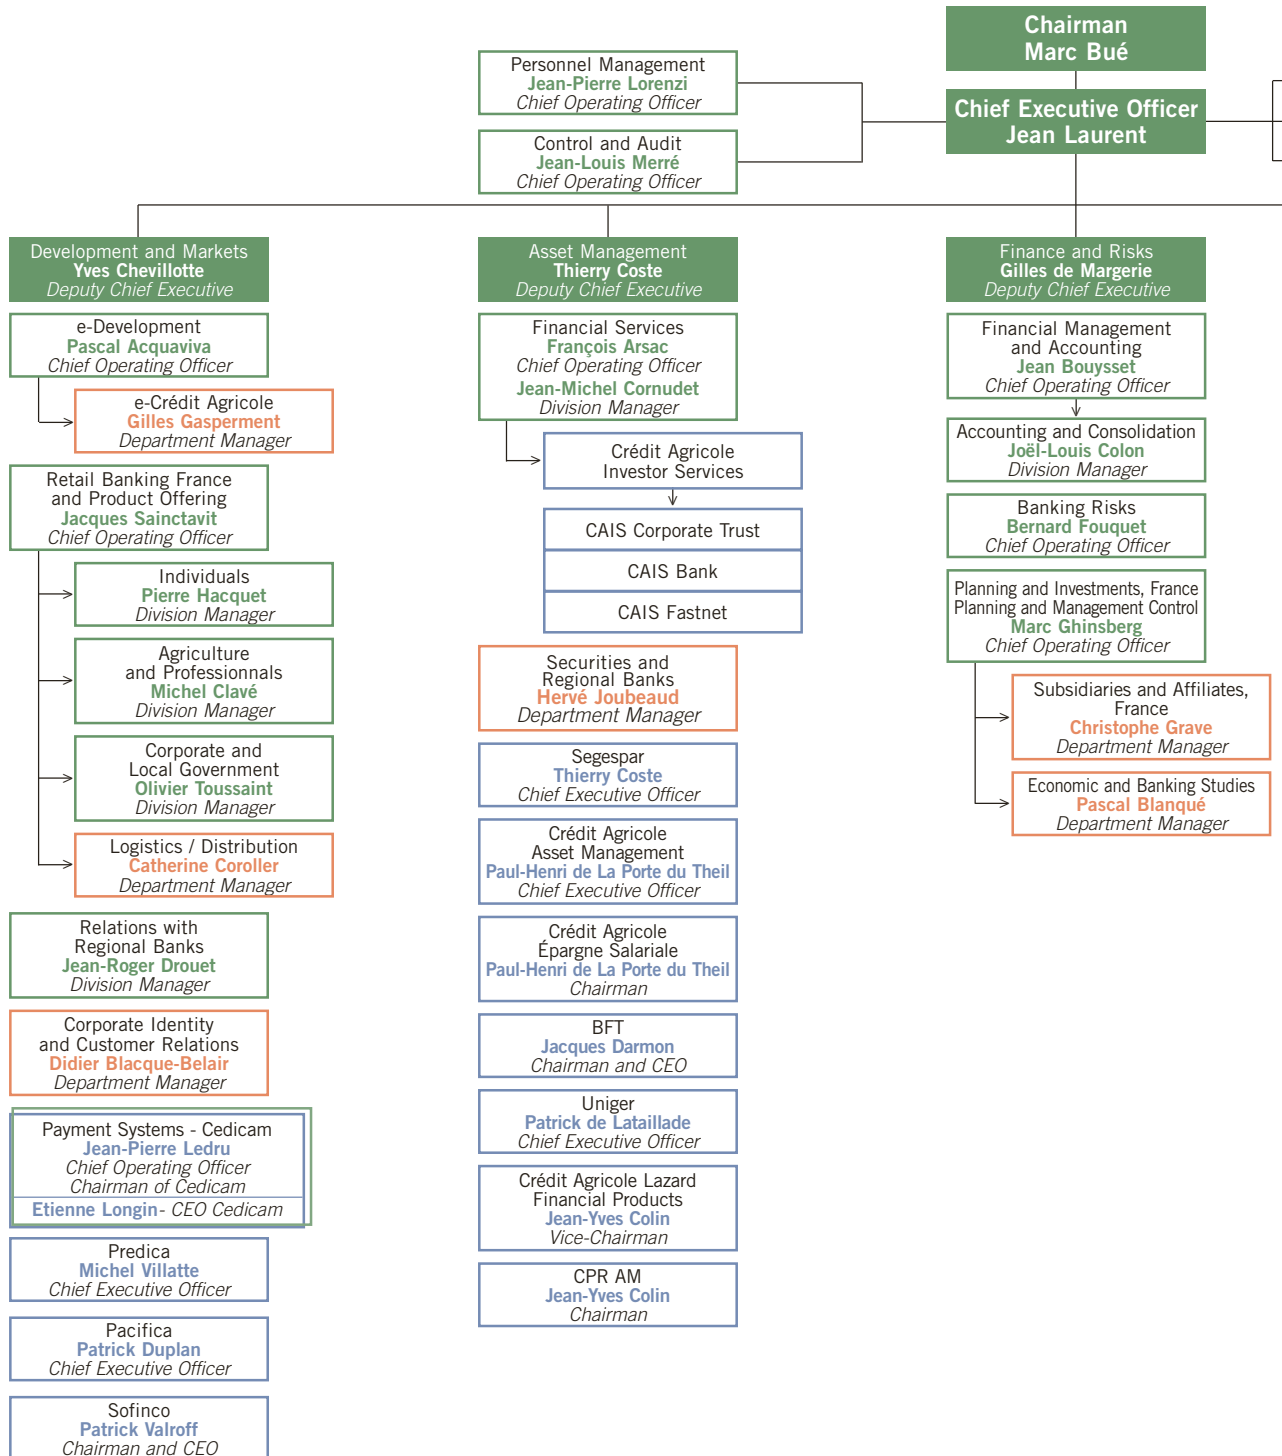 Chairman
Marc Bué
Chief Executive Officer
Jean Laurent
Personnel Management
Jean-Pierre Lorenzi
Chief Operating Officer
Control and Audit
Jean-Louis Merré
Chief Operating Officer
Development and Markets
Yves Chevillotte
Deputy Chief Executive
e-Development
Pascal Acquaviva
Chief Operating Officer
e-Crédit Agricole
Gilles Gasperment
Department Manager
Retail Banking France
and Product Offering
Jacques Sainctavit
Chief Operating Officer
Individuals
Pierre Hacquet
Division Manager
Agriculture
and Professionnals
Michel Clavé
Division Manager
Corporate and
Local Government
Olivier Toussaint
Division Manager
Logistics / Distribution
Catherine Coroller
Department Manager
Relations with
Regional Banks
Jean-Roger Drouet
Division Manager
Corporate Identity
and Customer Relations
Didier Blacque-Belair
Department Manager
Payment Systems - Cedicam
Jean-Pierre Ledru
Chief Operating Officer
Chairman of Cedicam
Etienne Longin- CEO Cedicam
Predica
Michel Villatte
Chief Executive Officer
Pacifica
Patrick Duplan
Chief Executive Officer
Sofinco
Patrick Valroff
Chairman and CEO
Asset Management
Thierry Coste
Deputy Chief Executive
Financial Services
François Arsac
Chief Operating Officer
Jean-Michel Cornudet
Division Manager
Crédit Agricole
Investor Services
CAIS Corporate Trust
CAIS Bank
CAIS Fastnet
Securities and
Regional Banks
Hervé Joubeaud
Department Manager
Segespar
Thierry Coste
Chief Executive Officer
Crédit Agricole
Asset Management
Paul-Henri de La Porte du Theil
Chief Executive Officer
Crédit Agricole
Épargne Salariale
Paul-Henri de La Porte du Theil
Chairman
BFT
Jacques Darmon
Chairman and CEO
Uniger
Patrick de Lataillade
Chief Executive Officer
Crédit Agricole Lazard
Financial Products
Jean-Yves Colin
Vice-Chairman
CPR AM
Jean-Yves Colin
Chairman
Finance and Risks
Gilles de Margerie
Deputy Chief Executive
Financial Management
and Accounting
Jean Bouysset
Chief Operating Officer
Accounting and Consolidation
Joël-Louis Colon
Division Manager
Banking Risks
Bernard Fouquet
Chief Operating Officer
Planning and Investments, France
Planning and Management Control
Marc Ghinsberg
Chief Operating Officer
Subsidiaries and Affiliates,
France
Christophe Grave
Department Manager
Economic and Banking Studies
Pascal Blanqué
Department Manager